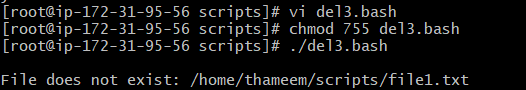 [root@ip-172-31-95-56 scripts]# vi del3.bash
[root@ip-172-31-95-56 scripts]# chmod 755 del3.bash
[root@ip-172-31-95-56 scripts]# ./del3.bash
File does not exist: /home/thameem/scripts/file1.txt